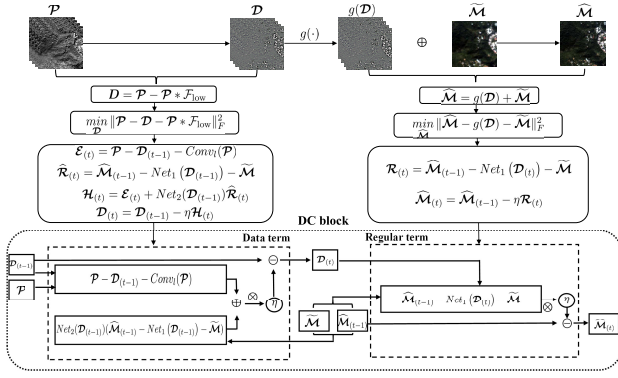 𝒫 𝒟 g(𝒟) ℳ̃ ℳ̂
g(·) ⊕
D = 𝒫 − 𝒫 ∗ ℱ_low
ℳ̂ = g(𝒟) + ℳ̃
min_𝒟 ‖𝒫 − 𝒟 − 𝒫 ∗ ℱ_low‖²_F
min_ℳ̂ ‖ℳ̂ − g(𝒟) − ℳ̃‖²_F
ℰ_(t) = 𝒫 − 𝒟_(t−1) − Conv_l(𝒫)
ℛ̂_(t) = ℳ̂_(t−1) − Net_1 (𝒟_(t−1)) − ℳ̃
ℋ_(t) = ℰ_(t) + Net_2(𝒟_(t−1))ℛ̂_(t)
𝒟_(t) = 𝒟_(t−1) − ηℋ_(t)
ℛ_(t) = ℳ̂_(t−1) − Net_1 (𝒟_(t)) − ℳ̃
ℳ̂_(t) = ℳ̂_(t−1) − ηℛ_(t)
DC block
Data term
Regular term
𝒟_(t−1)
⊖
𝒟_(t)
𝒫
𝒫 − 𝒟_(t−1) − Conv_l(𝒫)
⊕ ⊗ η
Net_2(𝒟_(t−1))(ℳ̂_(t−1) − Net_1 (𝒟_(t−1)) − ℳ̃)
ℳ̃
ℳ̂_(t−1)
ℳ̂_(t−1) Net_1 (𝒟_(t)) ℳ̃
⊗ η
⊖
ℳ̂_(t)